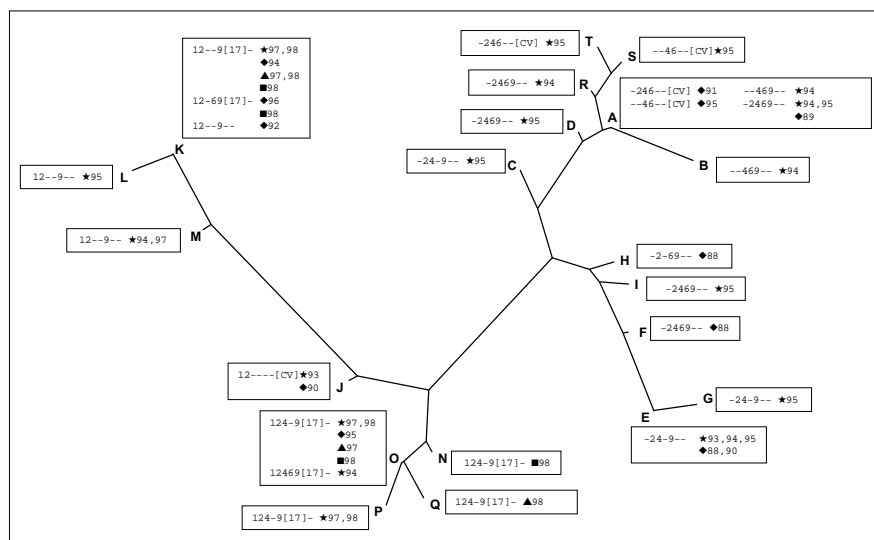 -246--[CV] ★95
T
S
--46--[CV]★95
12--9[17]- ★97,98
◆94
▲97,98
■98
12-69[17]- ◆96
■98
12--9-- ◆92
-2469-- ★94
R
-246--[CV] ◆91 --469-- ★94
--46--[CV] ◆95 -2469-- ★94,95
◆89
-2469-- ★95
D
A
K
-24-9-- ★95
C
B
--469-- ★94
12--9-- ★95
L
12--9-- ★94,97
M
H
-2-69-- ◆88
I
-2469-- ★95
F
-2469-- ◆88
12----[CV]★93
◆90
J
G
-24-9-- ★95
E
-24-9-- ★93,94,95
◆88,90
124-9[17]- ★97,98
◆95
▲97
■98
12469[17]- ★94
O
N
124-9[17]- ■98
124-9[17]- ★97,98
P
Q
124-9[17]- ▲98